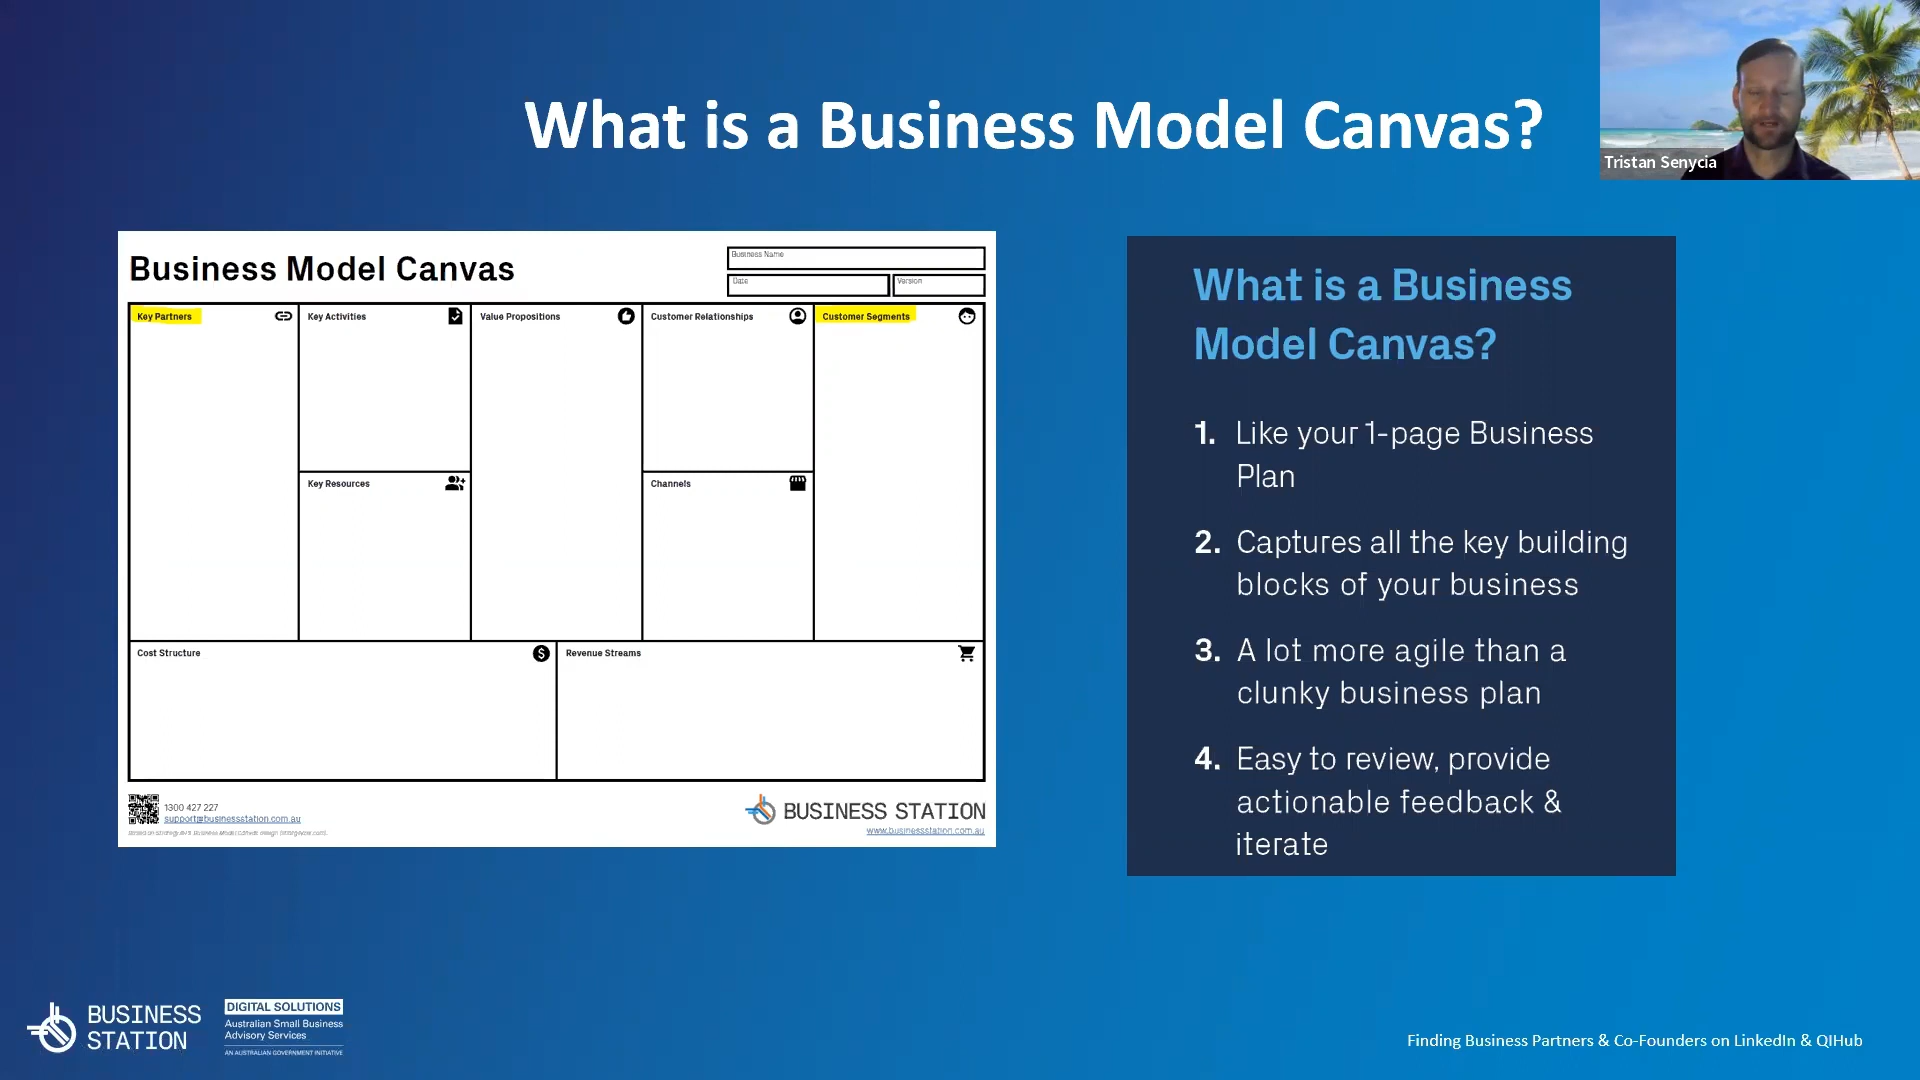 What is a Business Model Canvas?
Tristan Senycia
Business Model Canvas
Business Name
Date
Version
Key Partners
Key Activities
Value Propositions
Customer Relationships
Customer Segments
Key Resources
Channels
Cost Structure
Revenue Streams
1300 427 227
support@businessstation.com.au
BUSINESS STATION
www.businessstation.com.au
What is a Business
Model Canvas?
1. Like your 1-page Business
Plan
2. Captures all the key building
blocks of your business
3. A lot more agile than a
clunky business plan
4. Easy to review, provide
actionable feedback &
iterate
BUSINESS
STATION
DIGITAL SOLUTIONS
Australian Small Business
Advisory Services
AN AUSTRALIAN GOVERNMENT INITIATIVE
Finding Business Partners & Co-Founders on LinkedIn & QIHub